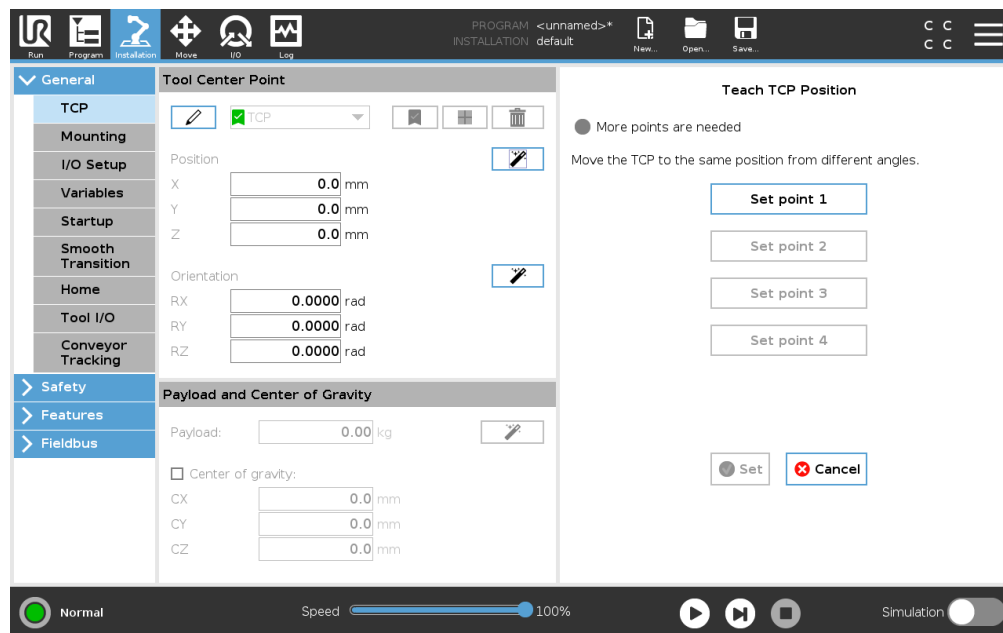 UR
Run
Program
Installation
Move
I/O
Log
PROGRAM <unnamed>*
INSTALLATION default
New...
Open...
Save...
C C
C C
General
TCP
Mounting
I/O Setup
Variables
Startup
Smooth
Transition
Home
Tool I/O
Conveyor
Tracking
Safety
Features
Fieldbus
Tool Center Point
TCP
Position
X 0.0 mm
Y 0.0 mm
Z 0.0 mm
Orientation
RX 0.0000 rad
RY 0.0000 rad
RZ 0.0000 rad
Payload and Center of Gravity
Payload: 0.00 kg
Center of gravity:
CX 0.0 mm
CY 0.0 mm
CZ 0.0 mm
Teach TCP Position
More points are needed
Move the TCP to the same position from different angles.
Set point 1
Set point 2
Set point 3
Set point 4
Set Cancel
Normal
Speed 100%
Simulation